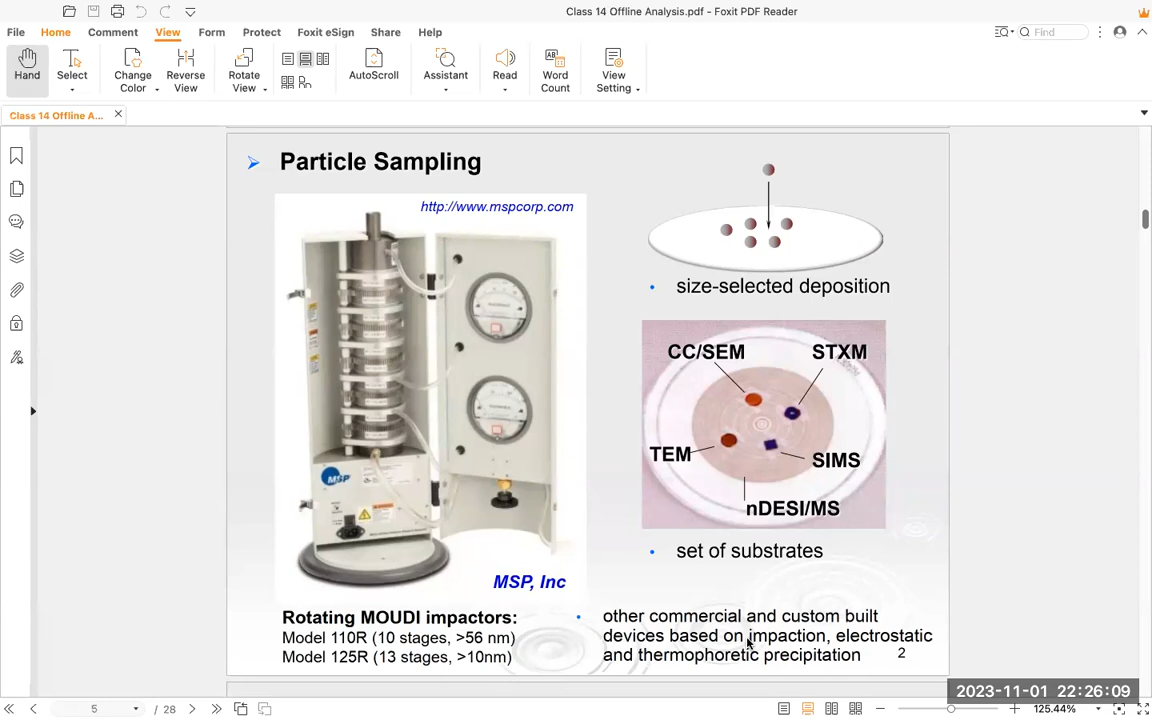 Class 14 Offline Analysis.pdf - Foxit PDF Reader
File Home Comment View Form Protect Foxit eSign Share Help
Find
Hand
Select
Change Color
Reverse View
Rotate View
AutoScroll
Assistant
Read
Word Count
View Setting
Class 14 Offline A...
Particle Sampling
http://www.mspcorp.com
MSP
MSP, Inc
Rotating MOUDI impactors:
Model 110R (10 stages, >56 nm)
Model 125R (13 stages, >10nm)
• size-selected deposition
CC/SEM
STXM
TEM
SIMS
nDESI/MS
• set of substrates
• other commercial and custom built
devices based on impaction, electrostatic
and thermophoretic precipitation
2
2023-11-01 22:26:09
5 / 28
125.44%